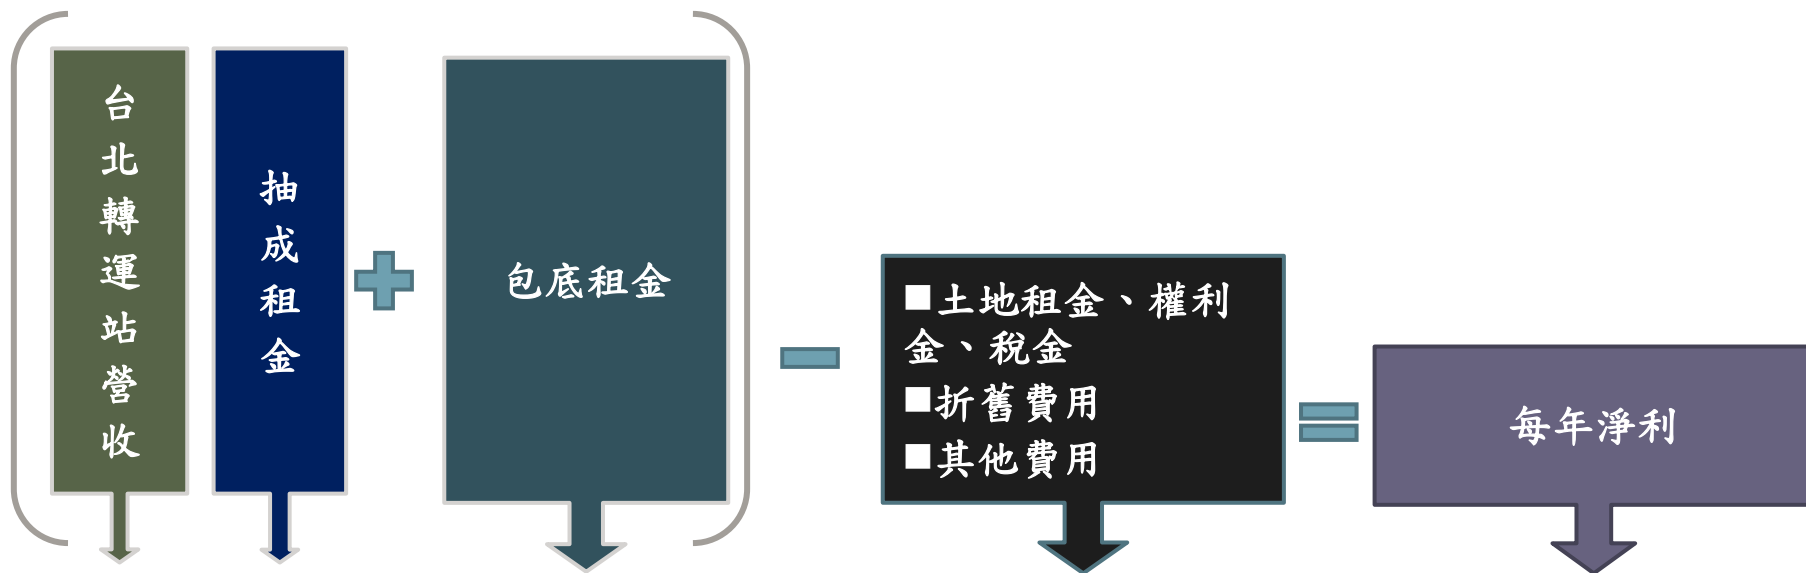 台北轉運站營收
抽成租金
包底租金
■土地租金、權利
金、稅金
■折舊費用
■其他費用
每年淨利